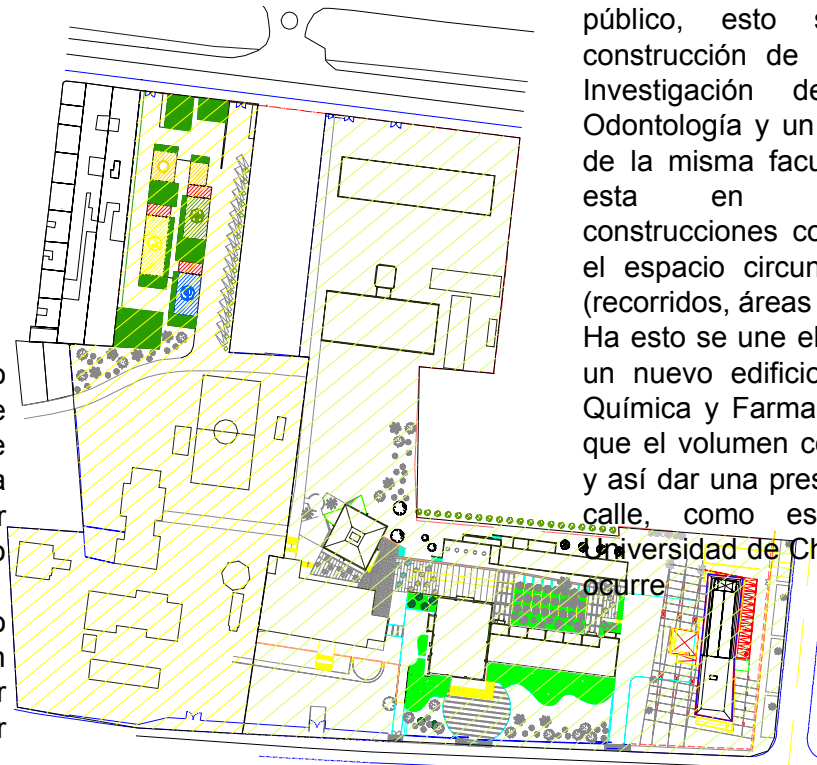 público, esto s
construcción de
Investigación de
Odontología y un
de la misma facu
esta en
construcciones co
el espacio circun
(recorridos, áreas
Ha esto se une el
un nuevo edificio
Química y Farma
que el volumen co
y así dar una pres
calle, como es
Universidad de Ch
ocurre
o
e
e
a
r
o
o
n
r
r